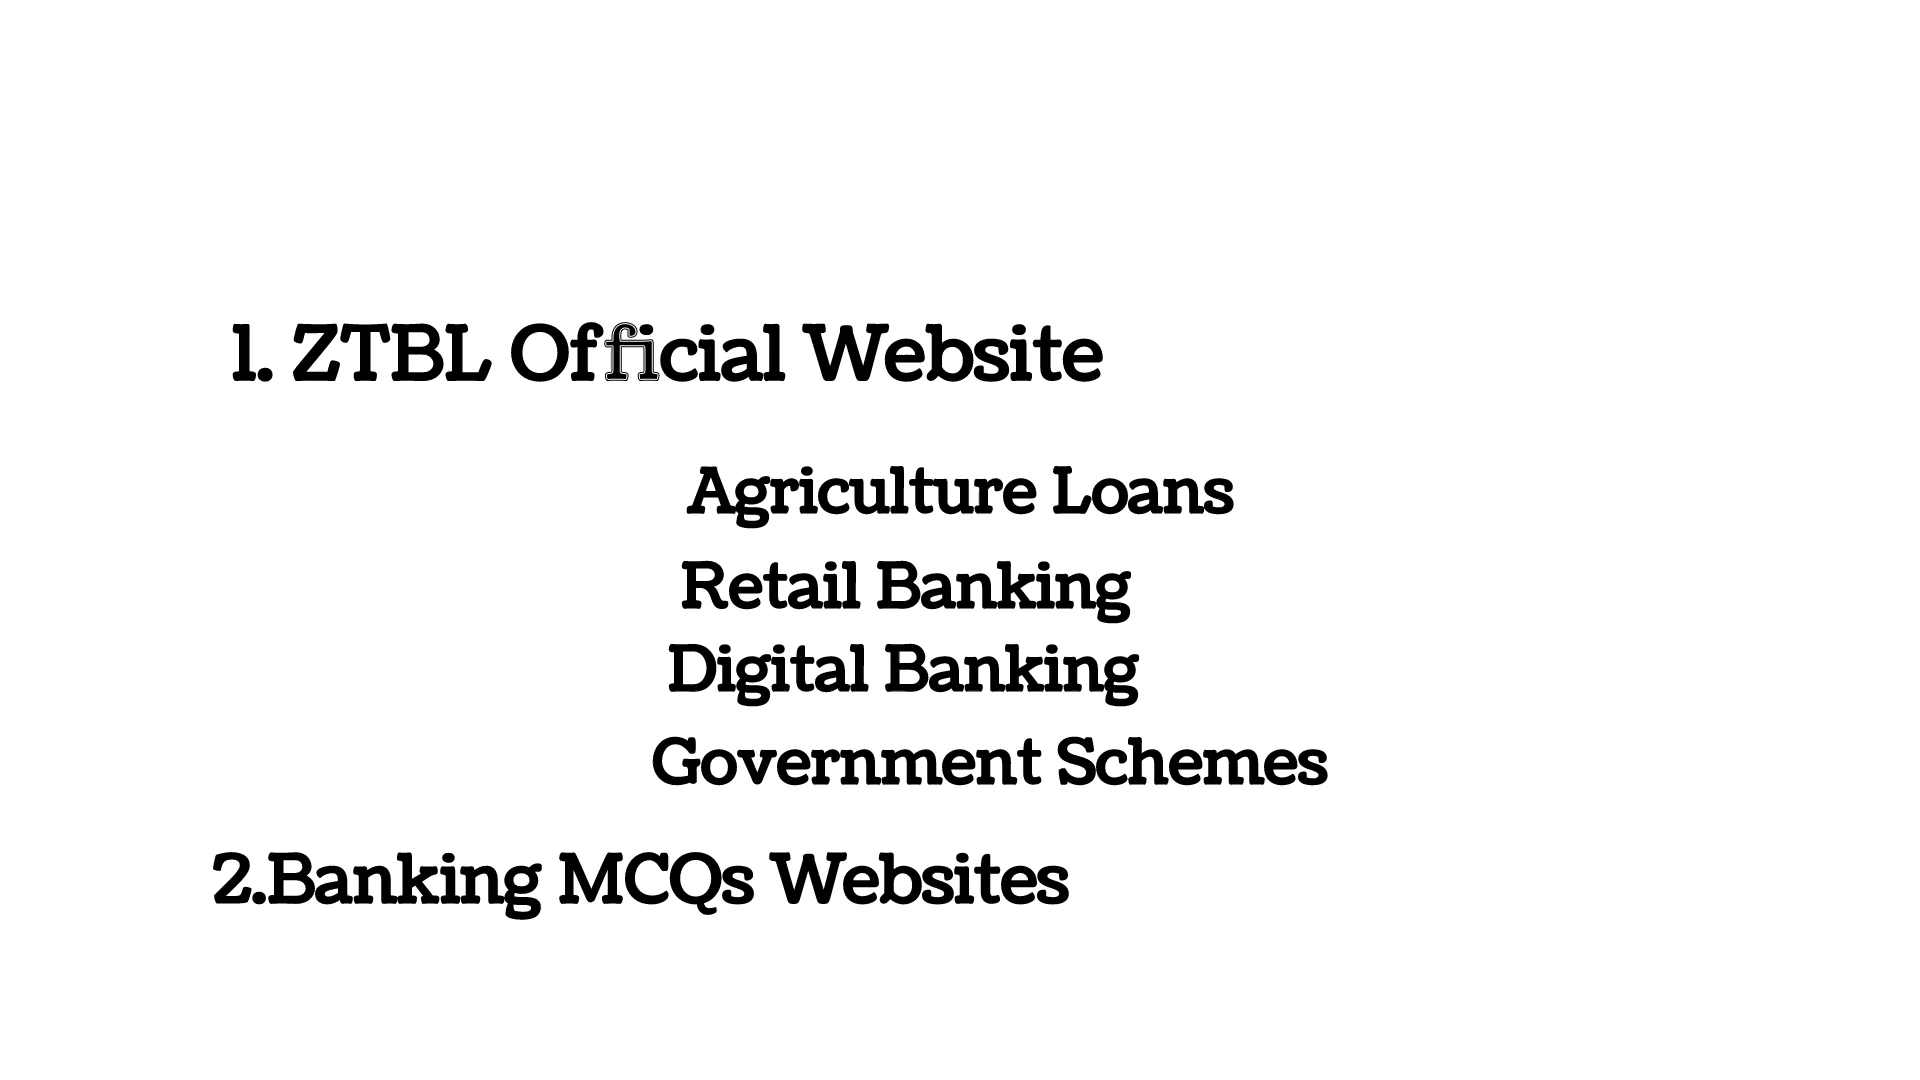 1. ZTBL Official Website
Agriculture Loans
Retail Banking
Digital Banking
Government Schemes
2.Banking MCQs Websites